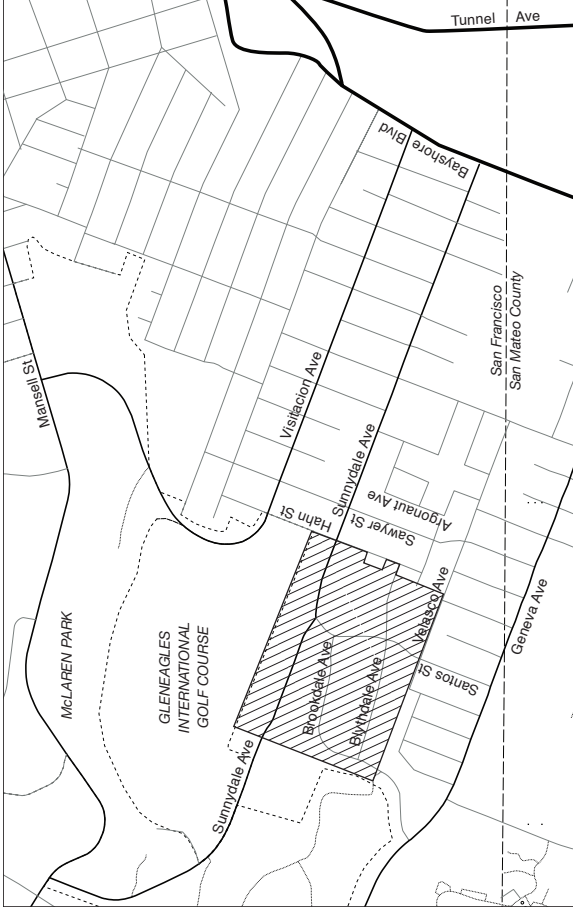 Tunnel Ave
Bayshore
Blvd
San Francisco
San Mateo County
Mansell St
Visitacion Ave
Sunnydale Ave
Hahn St
Sawyer St
Argonaut Ave
Velasco Ave
Geneva Ave
Santos St
McLAREN PARK
GLENEAGLES
INTERNATIONAL
GOLF COURSE
Brookdale Ave
Blythdale Ave
Sunnydale Ave